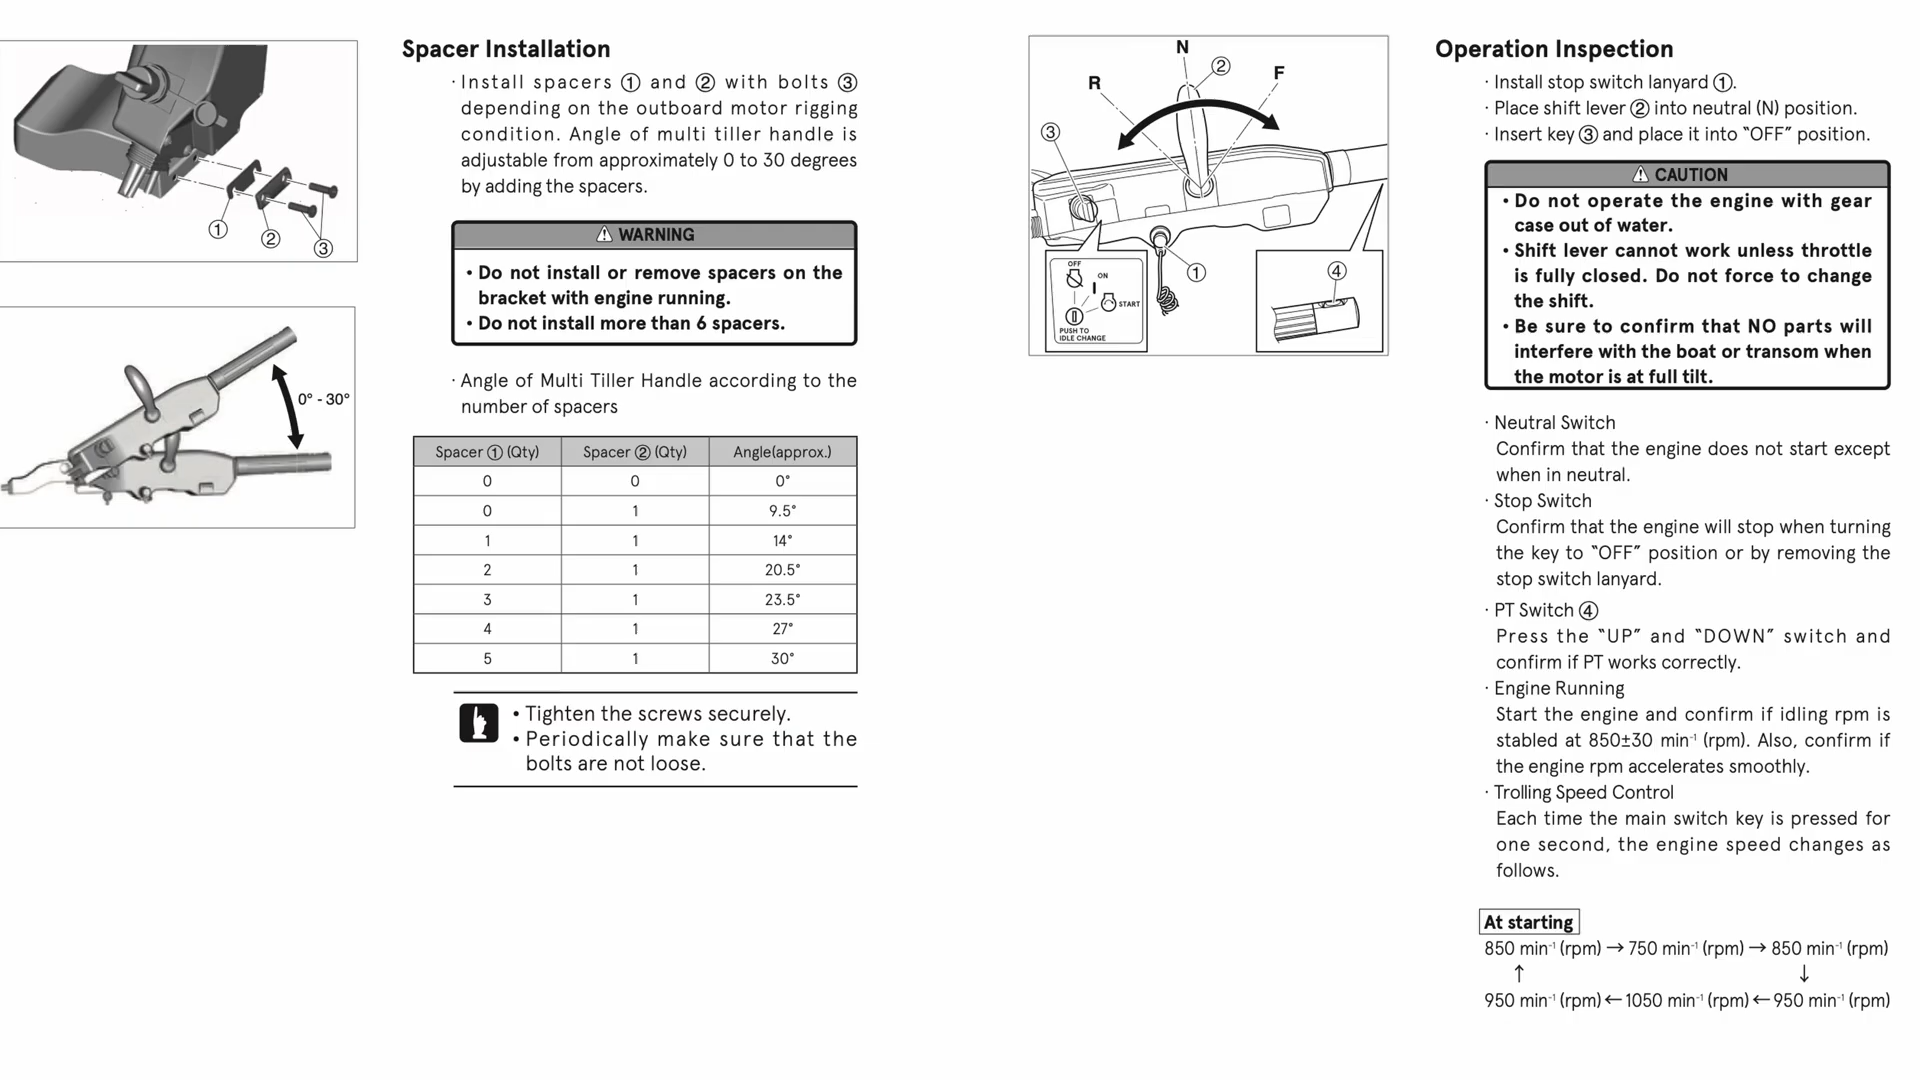 Spacer Installation
· Install spacers ① and ② with bolts ③
depending on the outboard motor rigging
condition. Angle of multi tiller handle is
adjustable from approximately 0 to 30 degrees
by adding the spacers.
①
②
③
⚠ WARNING
• Do not install or remove spacers on the
bracket with engine running.
• Do not install more than 6 spacers.
0° - 30°
· Angle of Multi Tiller Handle according to the
number of spacers
Spacer ① (Qty) Spacer ② (Qty) Angle(approx.)
0 0 0°
0 1 9.5°
1 1 14°
2 1 20.5°
3 1 23.5°
4 1 27°
5 1 30°
• Tighten the screws securely.
• Periodically make sure that the
bolts are not loose.
N
②
R
F
③
①
④
OFF
ON
START
PUSH TO
IDLE CHANGE
Operation Inspection
· Install stop switch lanyard ①.
· Place shift lever ② into neutral (N) position.
· Insert key ③ and place it into “OFF” position.
⚠ CAUTION
• Do not operate the engine with gear
case out of water.
• Shift lever cannot work unless throttle
is fully closed. Do not force to change
the shift.
• Be sure to confirm that NO parts will
interfere with the boat or transom when
the motor is at full tilt.
· Neutral Switch
Confirm that the engine does not start except
when in neutral.
· Stop Switch
Confirm that the engine will stop when turning
the key to “OFF” position or by removing the
stop switch lanyard.
· PT Switch ④
Press the “UP” and “DOWN” switch and
confirm if PT works correctly.
· Engine Running
Start the engine and confirm if idling rpm is
stabled at 850±30 min⁻¹ (rpm). Also, confirm if
the engine rpm accelerates smoothly.
· Trolling Speed Control
Each time the main switch key is pressed for
one second, the engine speed changes as
follows.
At starting
850 min⁻¹ (rpm) → 750 min⁻¹ (rpm) → 850 min⁻¹ (rpm)
↑ ↓
950 min⁻¹ (rpm) ← 1050 min⁻¹ (rpm) ← 950 min⁻¹ (rpm)